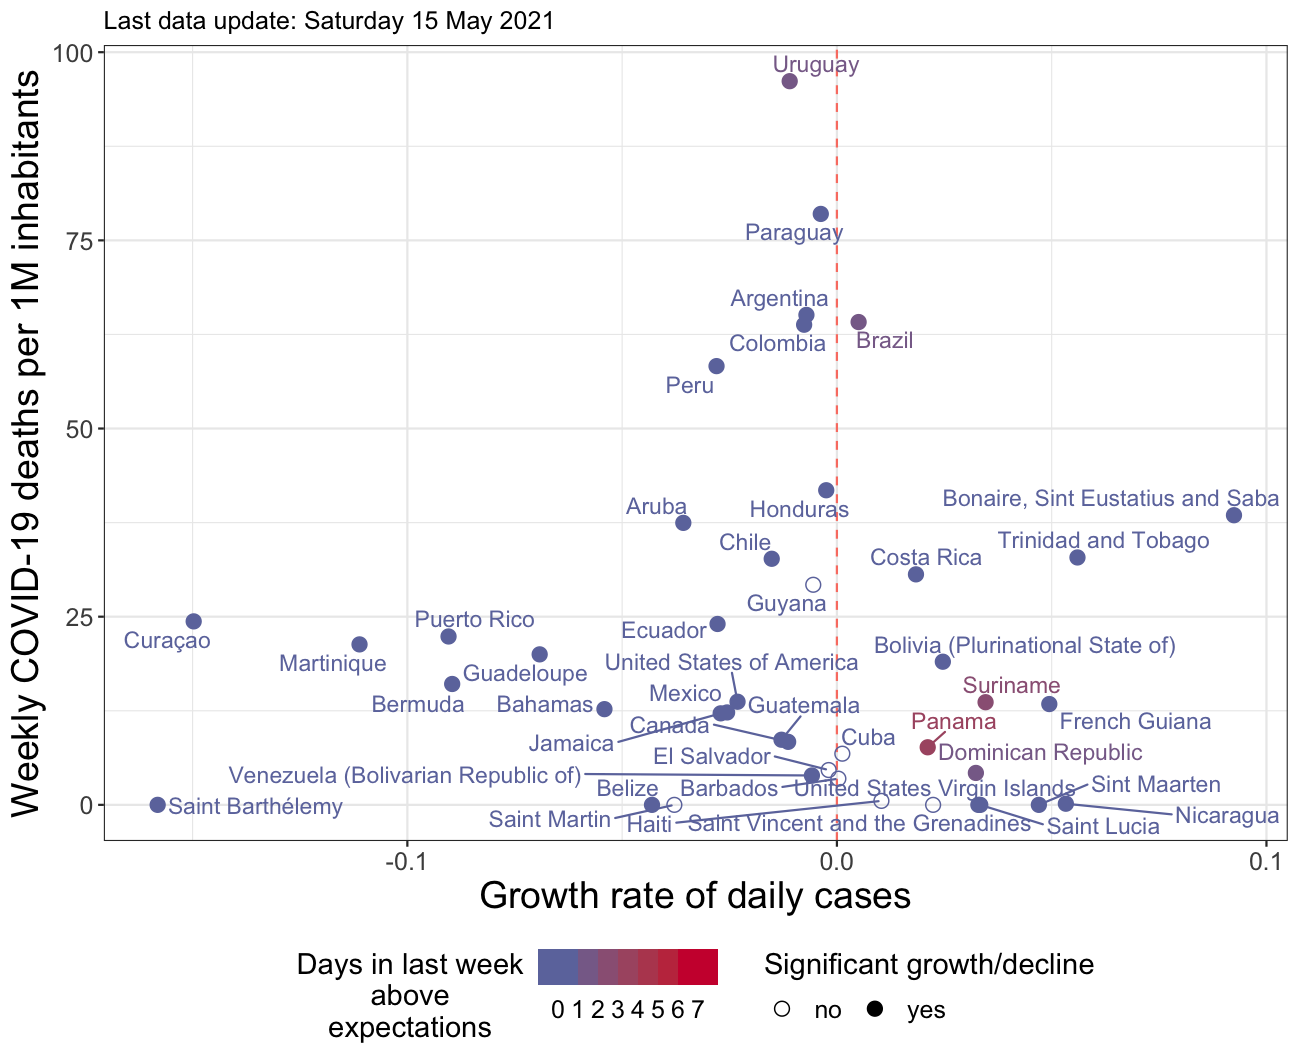 Last data update: Saturday 15 May 2021
Weekly COVID-19 deaths per 1M inhabitants
100
75
50
25
0
Uruguay
Paraguay
Argentina
Colombia
Brazil
Peru
Aruba
Honduras
Bonaire, Sint Eustatius and Saba
Chile
Trinidad and Tobago
Costa Rica
Guyana
Puerto Rico
Ecuador
Curaçao
Bolivia (Plurinational State of)
Martinique
Guadeloupe
United States of America
Suriname
Bermuda
Bahamas
Mexico
Guatemala
Panama
French Guiana
Canada
Jamaica
Cuba
El Salvador
Dominican Republic
Venezuela (Bolivarian Republic of)
Belize
Barbados
United States Virgin Islands
Sint Maarten
Saint Barthélemy
Saint Martin
Haiti
Saint Vincent and the Grenadines
Saint Lucia
Nicaragua
-0.1
0.0
0.1
Growth rate of daily cases
Days in last week
above
expectations
0 1 2 3 4 5 6 7
Significant growth/decline
no
yes